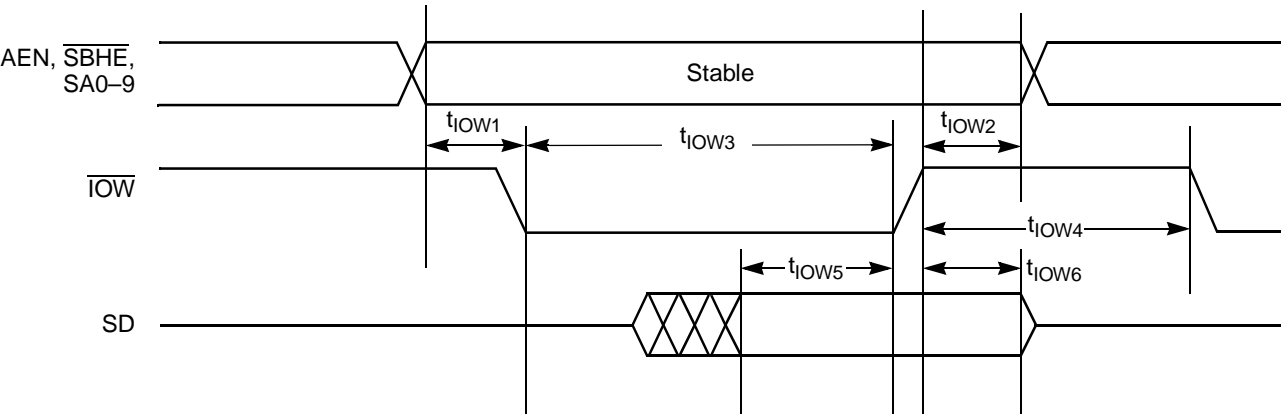 AEN, SBHE,
SA0–9
Stable
tIOW1
tIOW3
tIOW2
IOW
tIOW4
tIOW5
tIOW6
SD